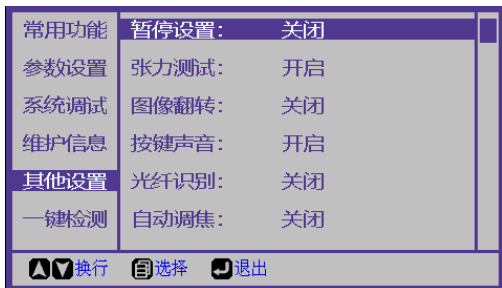 常用功能 暂停设置： 关闭
参数设置 张力测试： 开启
系统调试 图像翻转： 关闭
维护信息 按键声音： 开启
其他设置 光纤识别： 关闭
一键检测 自动调焦： 关闭
换行 选择 退出